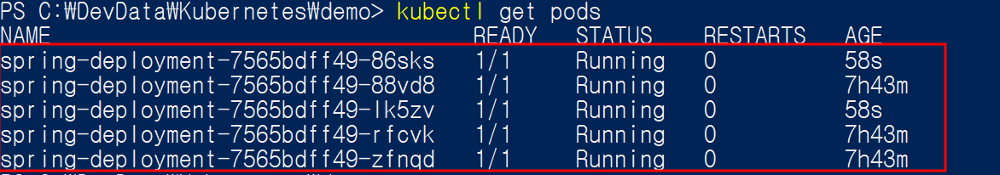 PS C:₩DevData₩Kubernetes₩demo> kubectl get pods
NAME READY STATUS RESTARTS AGE
spring-deployment-7565bdff49-86sks 1/1 Running 0 58s
spring-deployment-7565bdff49-88vd8 1/1 Running 0 7h43m
spring-deployment-7565bdff49-lk5zv 1/1 Running 0 58s
spring-deployment-7565bdff49-rfcvk 1/1 Running 0 7h43m
spring-deployment-7565bdff49-zfnqd 1/1 Running 0 7h43m